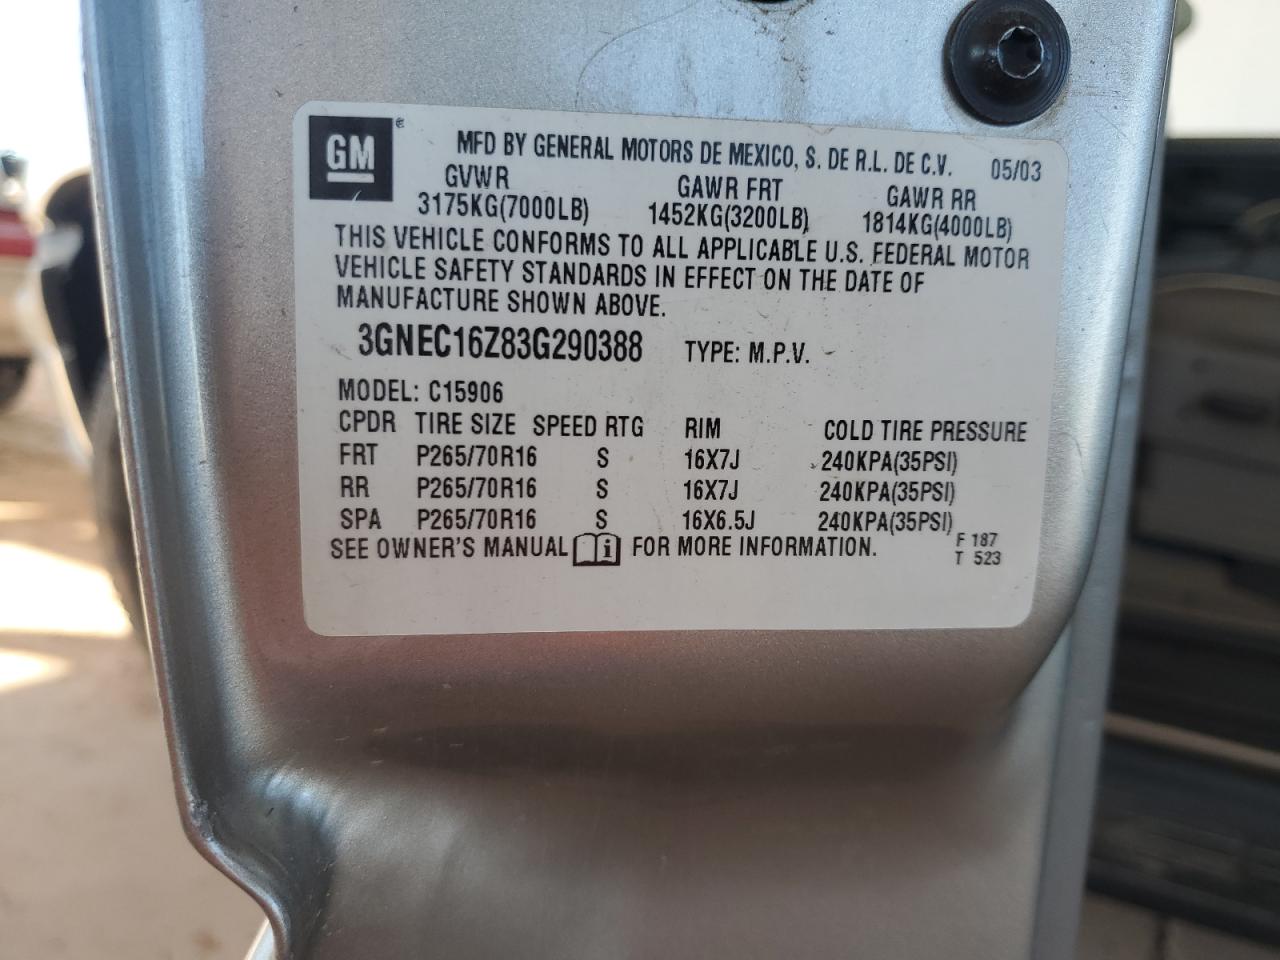 GM®
MFD BY GENERAL MOTORS DE MEXICO, S. DE R.L. DE C.V. 05/03
GVWR GAWR FRT GAWR RR
3175KG(7000LB) 1452KG(3200LB) 1814KG(4000LB)
THIS VEHICLE CONFORMS TO ALL APPLICABLE U.S. FEDERAL MOTOR
VEHICLE SAFETY STANDARDS IN EFFECT ON THE DATE OF
MANUFACTURE SHOWN ABOVE.
3GNEC16Z83G290388 TYPE: M.P.V.
MODEL: C15906
CPDR TIRE SIZE SPEED RTG RIM COLD TIRE PRESSURE
FRT P265/70R16 S 16X7J 240KPA(35PSI)
RR P265/70R16 S 16X7J 240KPA(35PSI)
SPA P265/70R16 S 16X6.5J 240KPA(35PSI)
SEE OWNER'S MANUAL i FOR MORE INFORMATION. F 187
T 523